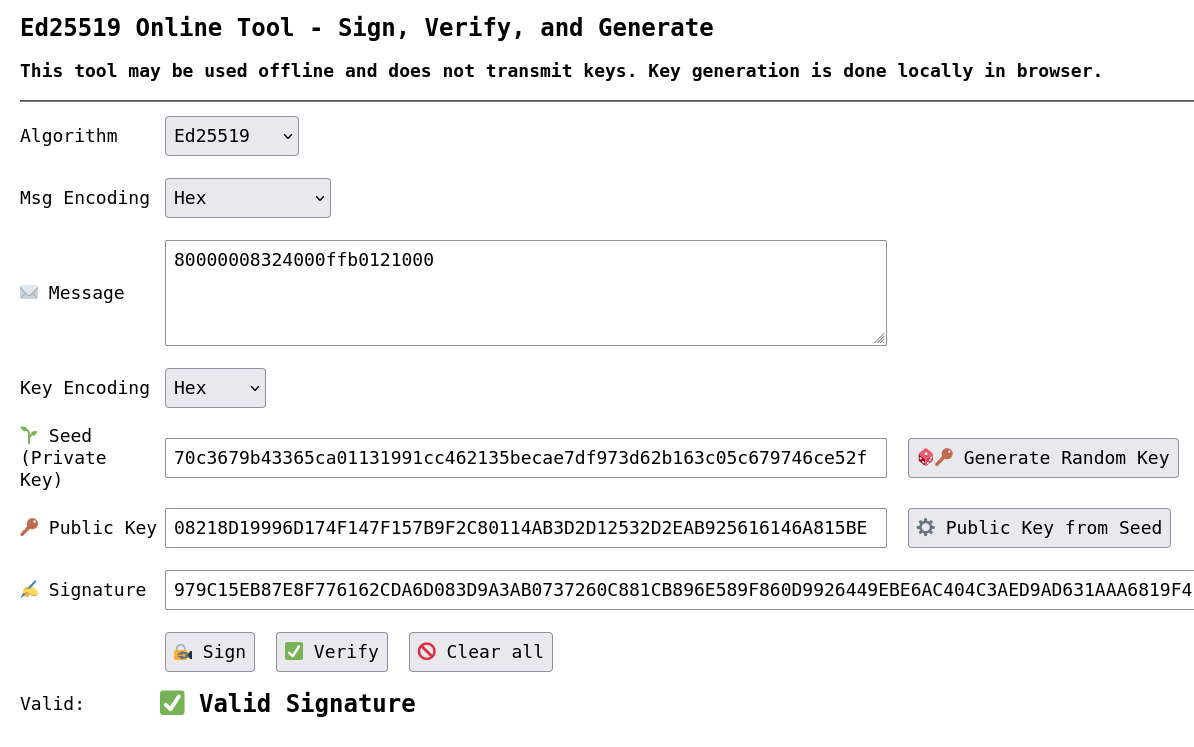 Ed25519 Online Tool - Sign, Verify, and Generate
This tool may be used offline and does not transmit keys. Key generation is done locally in browser.
Algorithm Ed25519
Msg Encoding Hex
Message 80000008324000ffb0121000
Key Encoding Hex
Seed (Private Key) 70c3679b43365ca01131991cc462135becae7df973d62b163c05c679746ce52f Generate Random Key
Public Key 08218D19996D174F147F157B9F2C80114AB3D2D12532D2EAB925616146A815BE Public Key from Seed
Signature 979C15EB87E8F776162CDA6D083D9A3AB0737260C881CB896E589F860D9926449EBE6AC404C3AED9AD631AAA6819F4
Sign Verify Clear all
Valid: Valid Signature